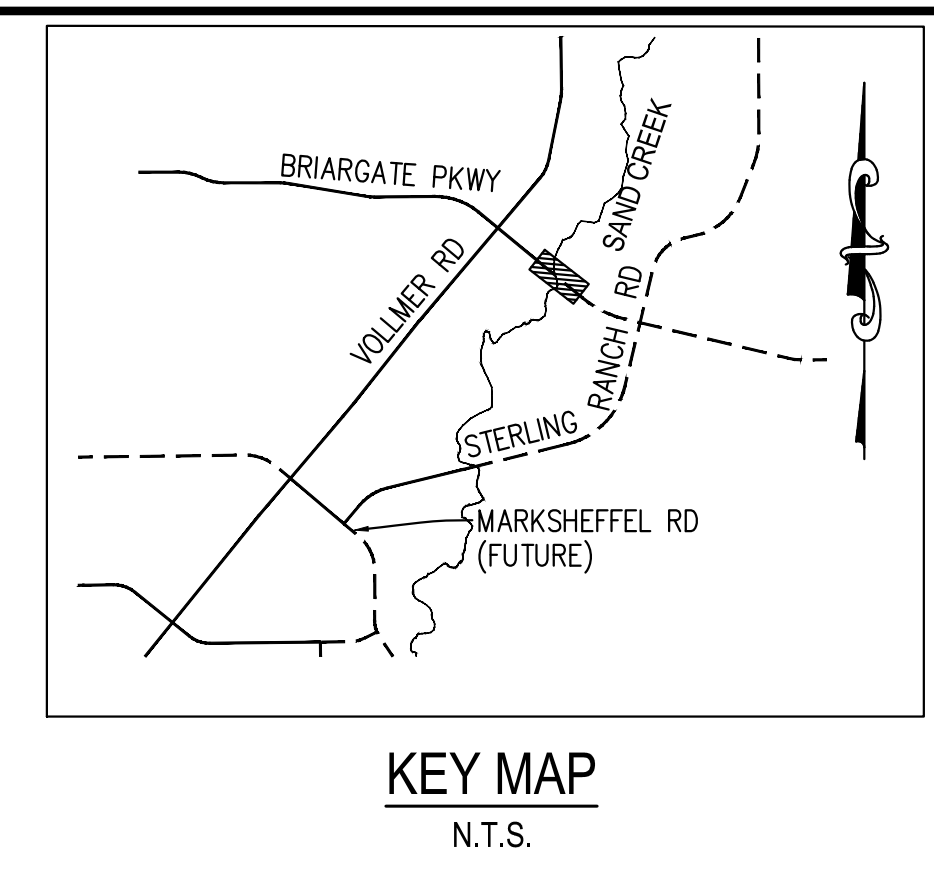 BRIARGATE PKWY
SAND CREEK
VOLLMER RD
STERLING RANCH RD
MARKSHEFFEL RD
(FUTURE)
KEY MAP
N.T.S.